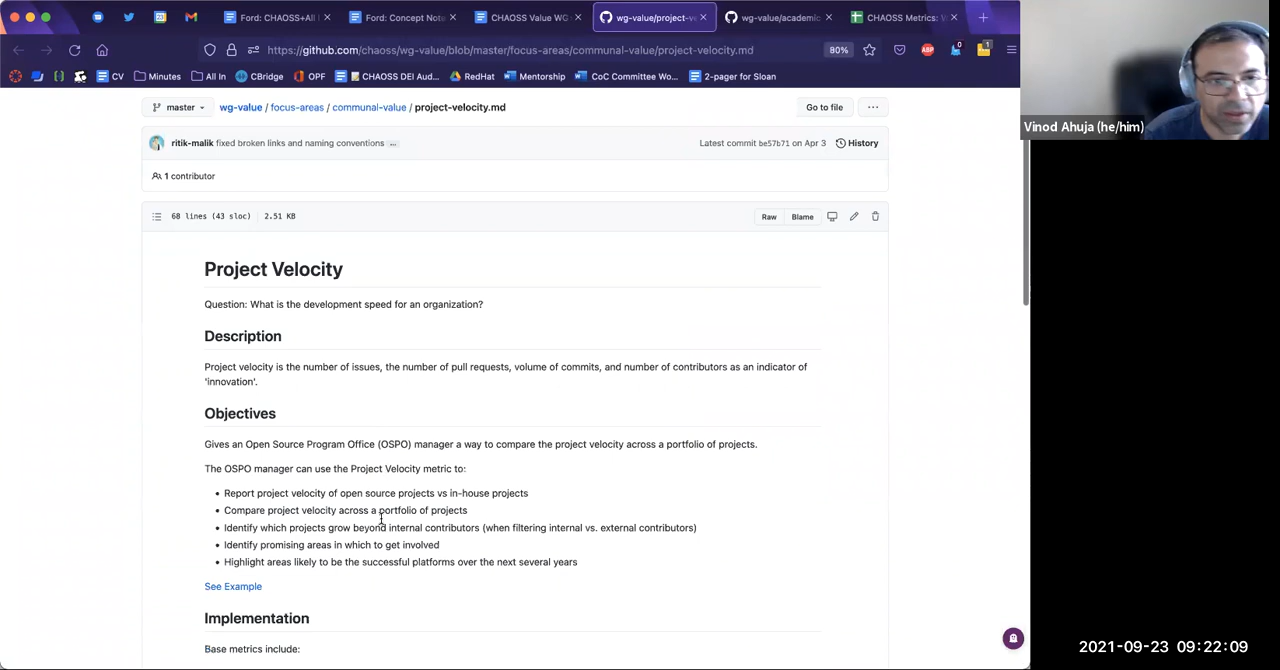 Ford: CHAOSS+All
Ford: Concept Note
CHAOSS Value WG
wg-value/project-ve
wg-value/academic
CHAOSS Metrics: V
https://github.com/chaoss/wg-value/blob/master/focus-areas/communal-value/project-velocity.md
80%
ABP
0
1
CV
Minutes
All In
CBridge
OPF
CHAOSS DEI Aud...
RedHat
Mentorship
CoC Committee Wo...
2-pager for Sloan
Vinod Ahuja (he/him)
master
wg-value / focus-areas / communal-value / project-velocity.md
Go to file
...
ritik-malik fixed broken links and naming conventions ...
Latest commit be57b71 on Apr 3
History
1 contributor
68 lines (43 sloc) 2.51 KB
Raw
Blame
Project Velocity
Question: What is the development speed for an organization?
Description
Project velocity is the number of issues, the number of pull requests, volume of commits, and number of contributors as an indicator of
'innovation'.
Objectives
Gives an Open Source Program Office (OSPO) manager a way to compare the project velocity across a portfolio of projects.
The OSPO manager can use the Project Velocity metric to:
• Report project velocity of open source projects vs in-house projects
• Compare project velocity across a portfolio of projects
• Identify which projects grow beyond internal contributors (when filtering internal vs. external contributors)
• Identify promising areas in which to get involved
• Highlight areas likely to be the successful platforms over the next several years
See Example
Implementation
Base metrics include:
2021-09-23 09:22:09